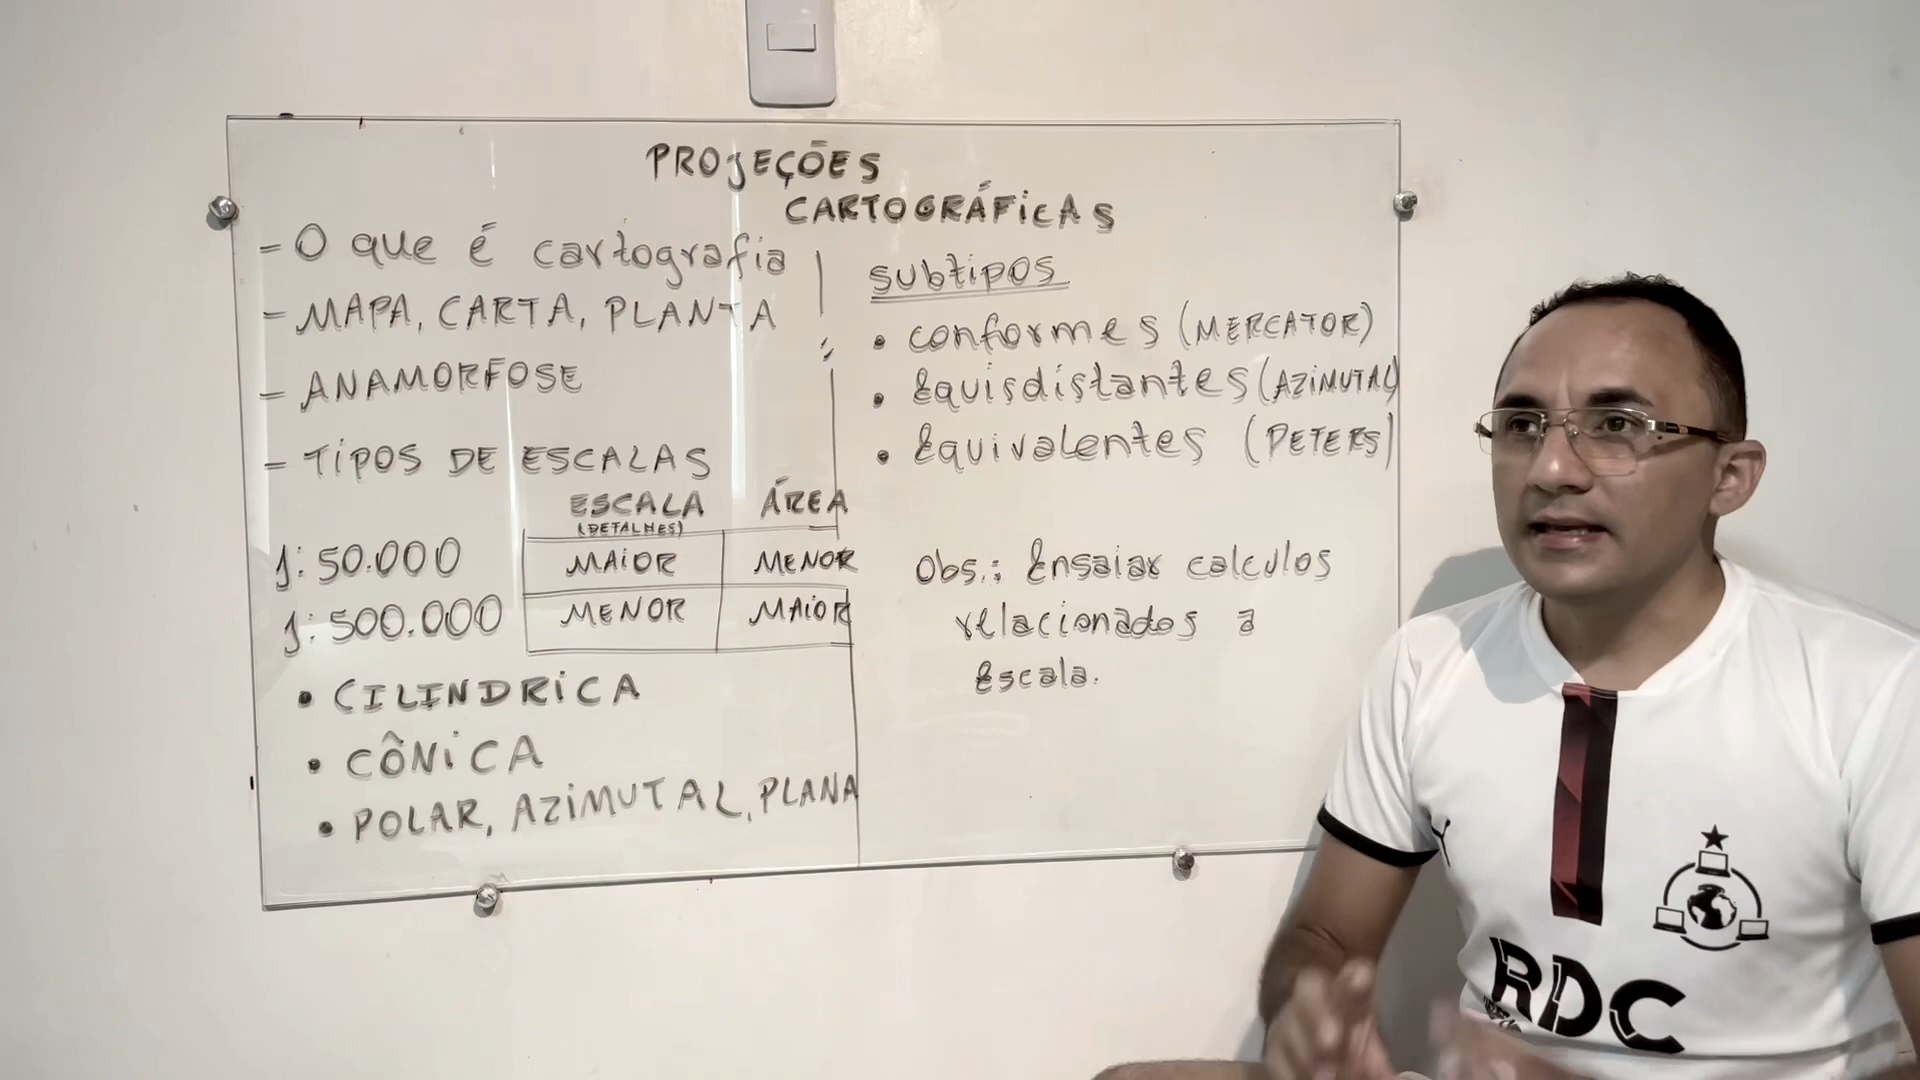 PROJEÇÕES
CARTOGRÁFICAS
- O que é cartografia
- MAPA, CARTA, PLANTA
- ANAMORFOSE
- TIPOS DE ESCALAS
ESCALA ÁREA
(DETALHES)
1: 50.000 MAIOR MENOR
1: 500.000 MENOR MAIOR
• CILINDRICA
• CÔNICA
• POLAR, AZIMUTAL, PLANA
subtipos
• conformes (MERCATOR)
• Equisdistantes (AZIMUTAL)
• Equivalentes (PETERS)
Obs.: Ensaiar calculos
relacionados a
Escala.
RDC